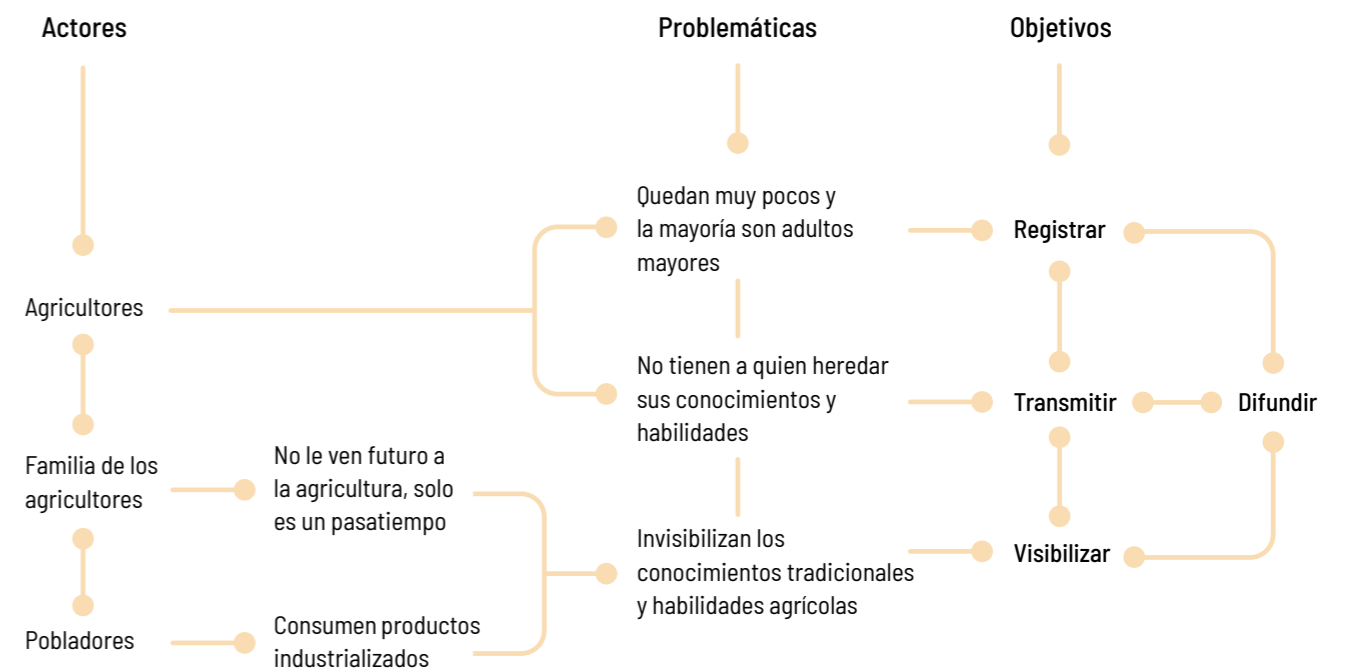 Actores
Problemáticas
Objetivos
Quedan muy pocos y
la mayoría son adultos
mayores
Registrar
Agricultores
No tienen a quien heredar
sus conocimientos y
habilidades
Transmitir
Difundir
Familia de los
agricultores
No le ven futuro a
la agricultura, solo
es un pasatiempo
Invisibilizan los
conocimientos tradicionales
y habilidades agrícolas
Visibilizar
Pobladores
Consumen productos
industrializados